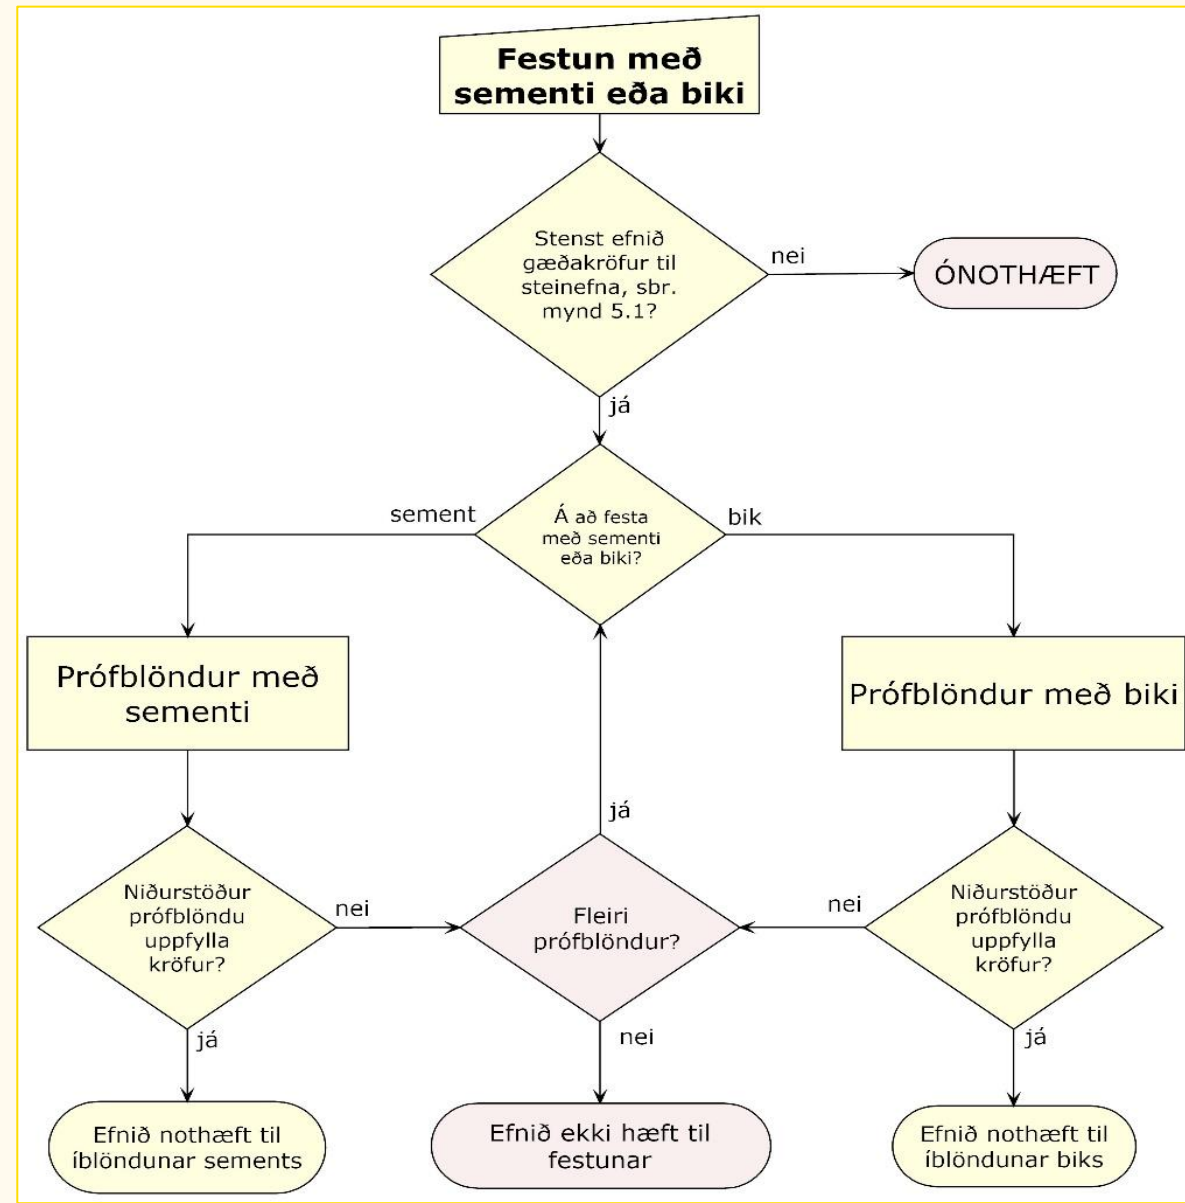 Festun með
sementi eða biki
Stenst efnið
gæðakröfur til
steinefna, sbr.
mynd 5.1?
nei
ÓNOTHÆFT
já
sement
Á að festa
með sementi
eða biki?
bik
Prófblöndur með
sementi
Prófblöndur með biki
já
Niðurstöður
prófblöndu
uppfylla
kröfur?
nei
Fleiri
prófblöndur?
nei
Niðurstöður
prófblöndu
uppfylla
kröfur?
já
nei
já
Efnið nothæft til
íblöndunar sements
Efnið ekki hæft til
festunar
Efnið nothæft til
íblöndunar biks